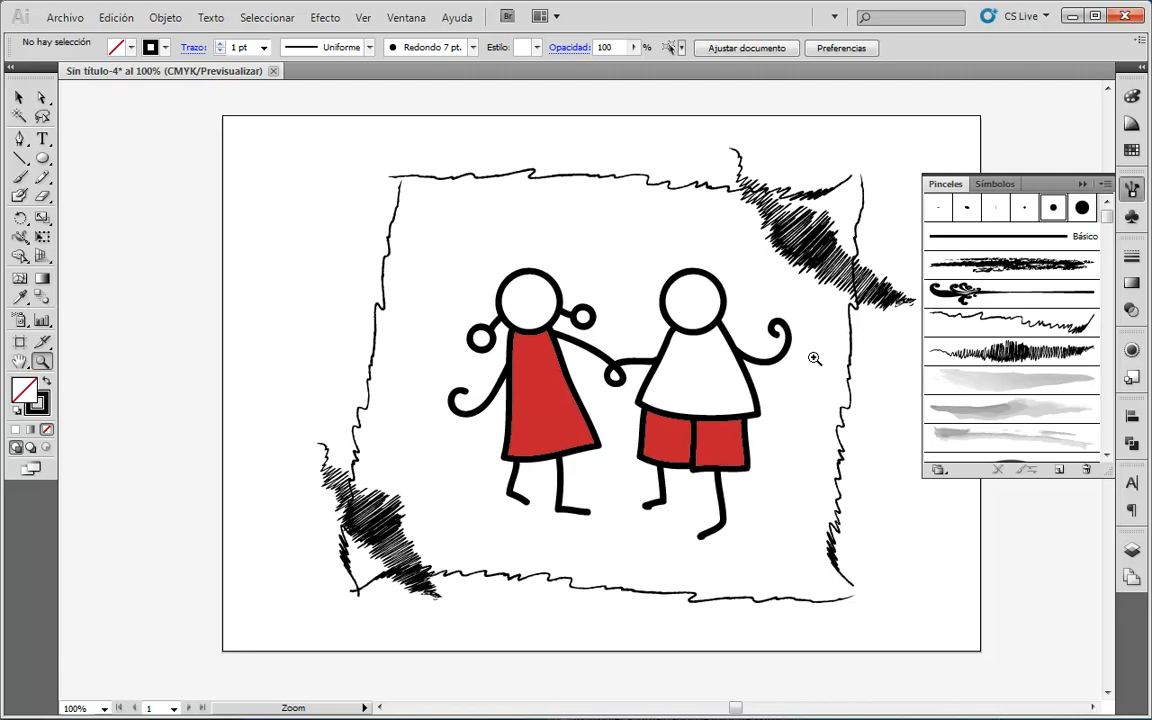 Ai Archivo Edición Objeto Texto Seleccionar Efecto Ver Ventana Ayuda Br CS Live
No hay selección Trazo: 1 pt Uniforme Redondo 7 pt. Estilo: Opacidad: 100 % Ajustar documento Preferencias
Sin título-4* al 100% (CMYK/Previsualizar)
Pinceles Símbolos
Básico
100% 1 Zoom